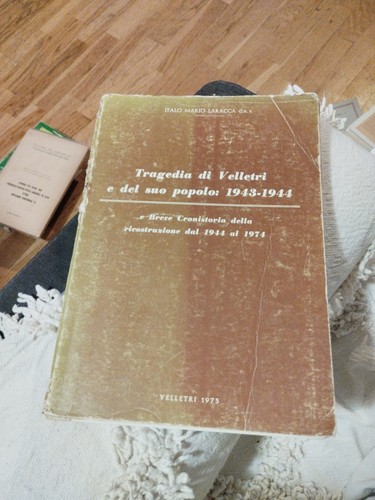 ITALO MARIO LARACCA
Tragedia di Velletri
e del suo popolo: 1943-1944
e Breve Cronistoria della
ricostruzione dal 1944 al 1974
VELLETRI 1975